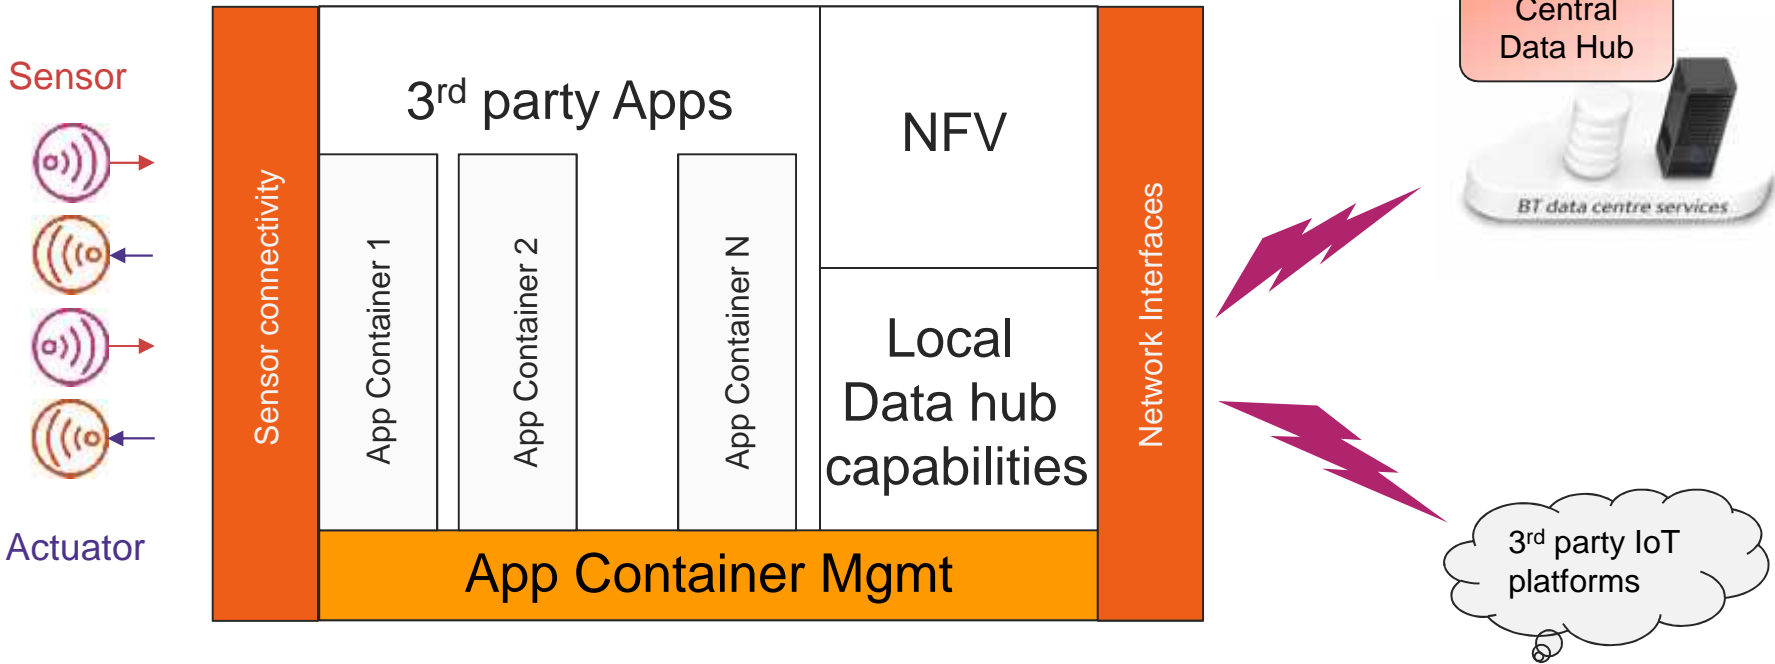 Sensor
Actuator
Sensor connectivity
3rd party Apps
App Container 1
App Container 2
App Container N
NFV
Local
Data hub
capabilities
App Container Mgmt
Network Interfaces
Central
Data Hub
BT data centre services
3rd party IoT
platforms